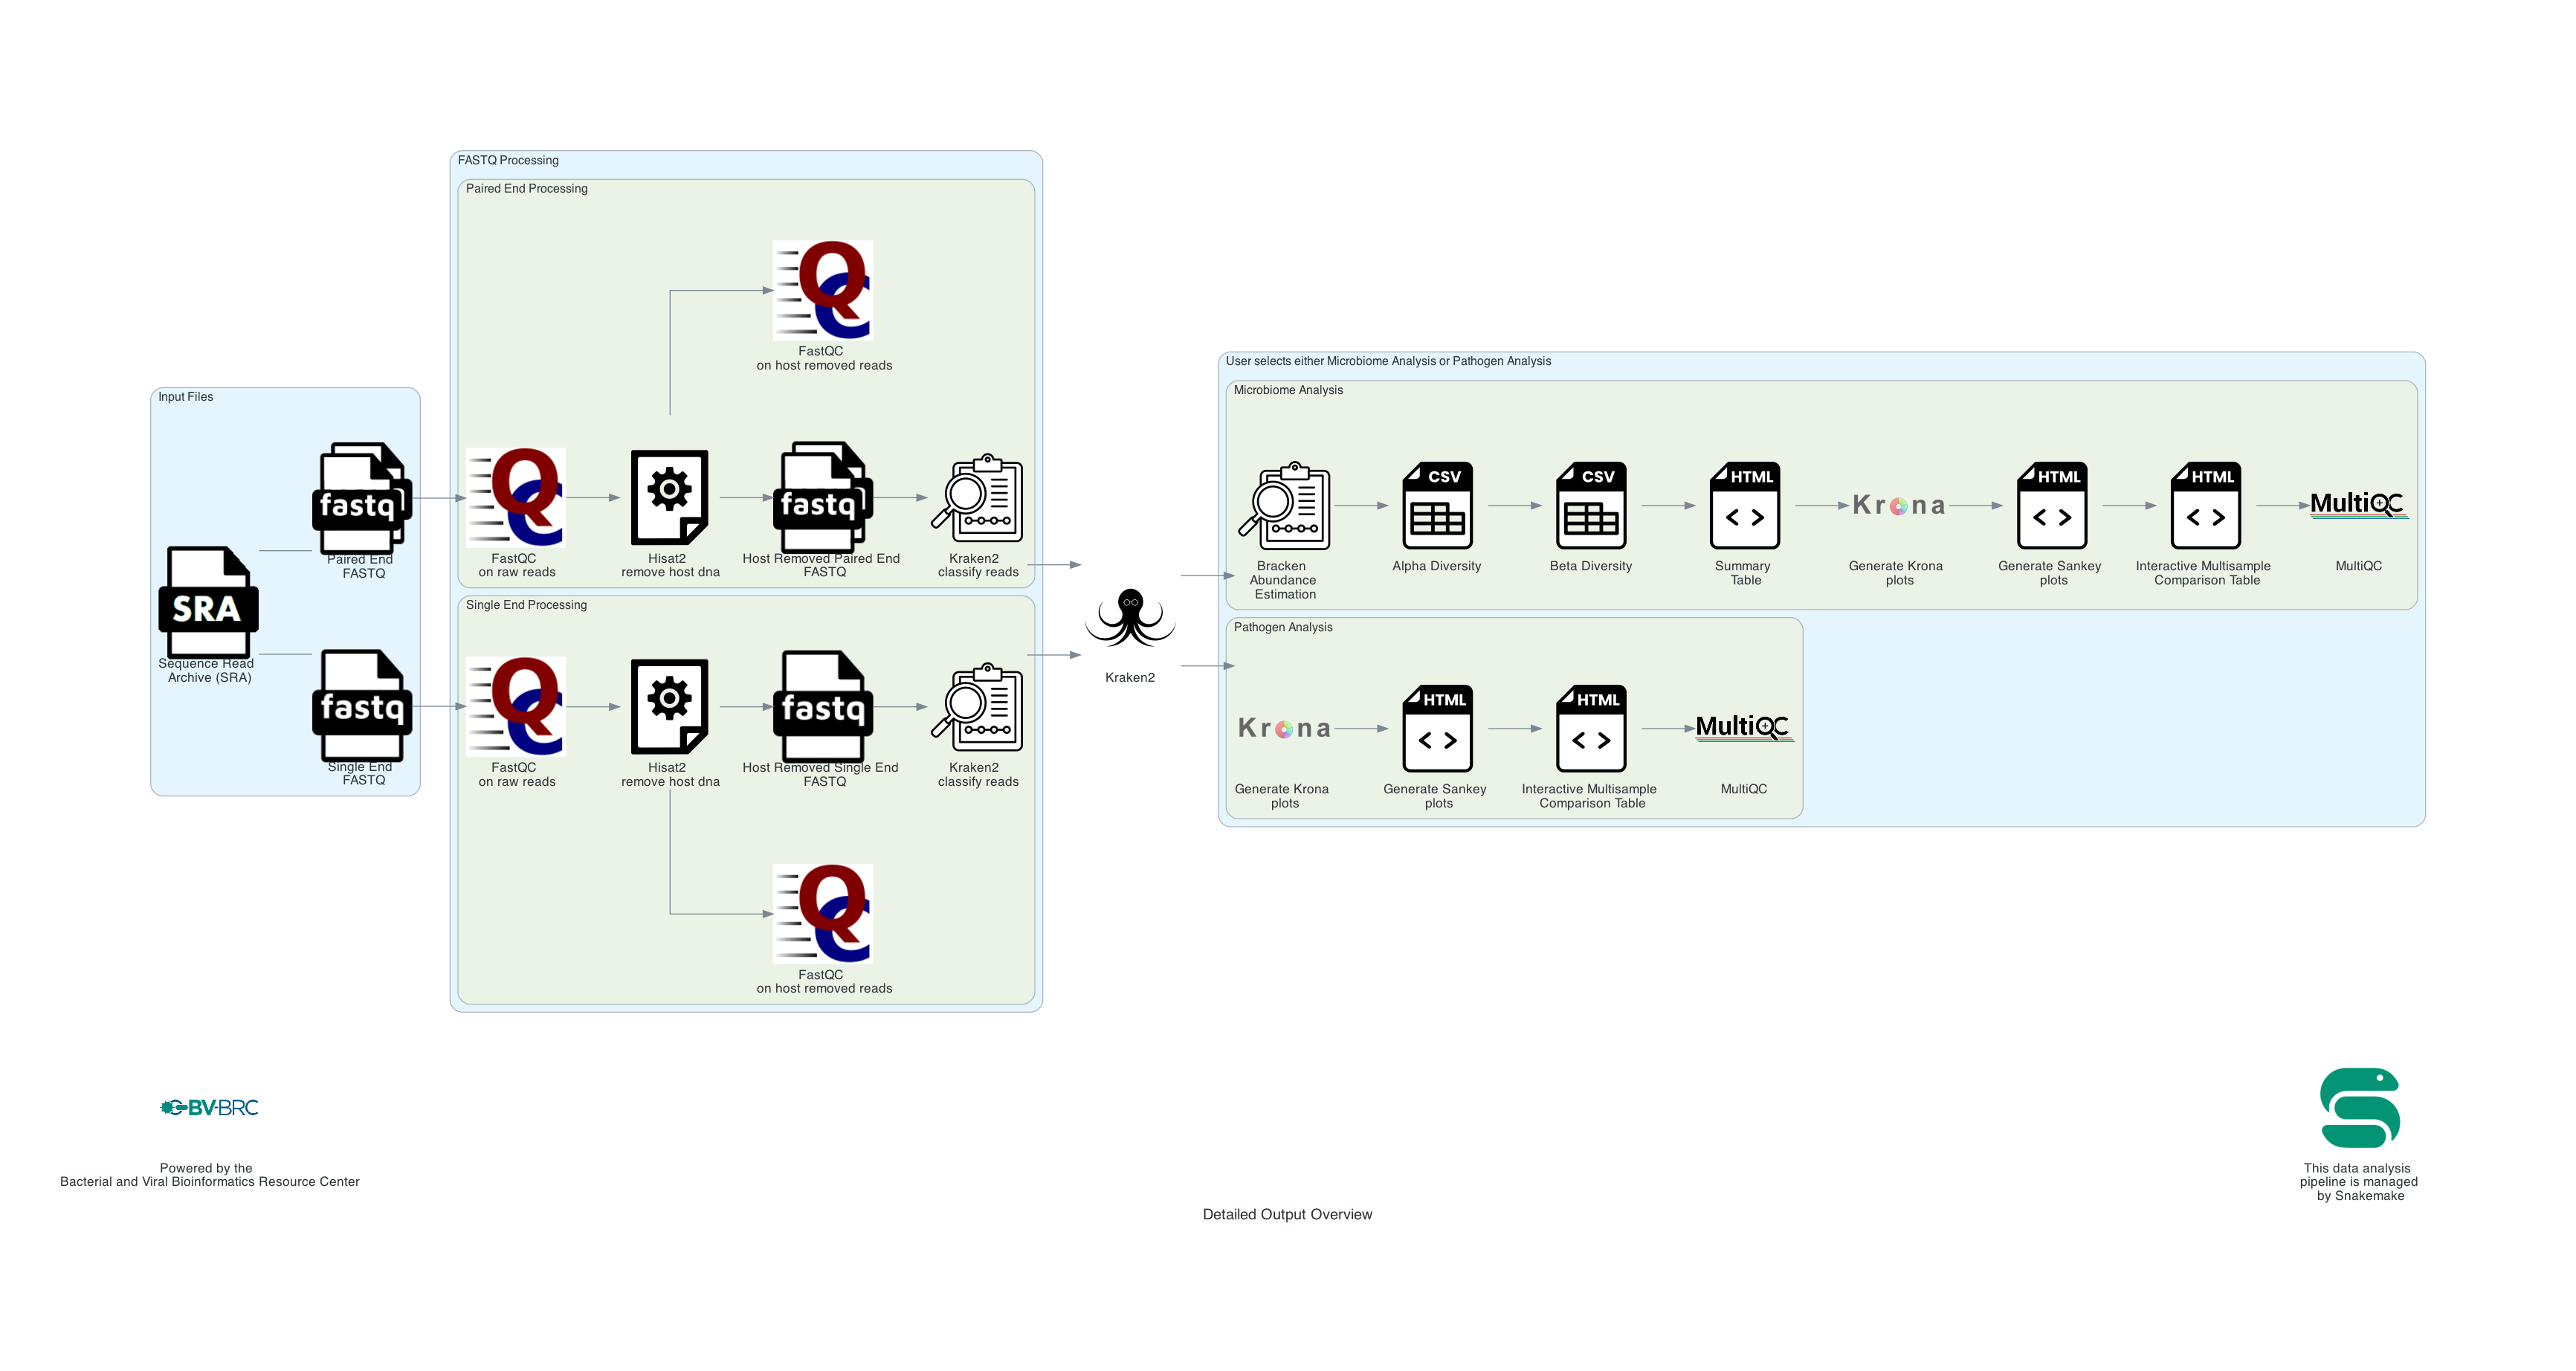 FASTQ Processing
Paired End Processing
FastQC
on host removed reads
fastq
FastQC
on raw reads
Hisat2
remove host dna
Host Removed Paired End
FASTQ
Kraken2
classify reads
Input Files
fastq
Paired End
FASTQ
SRA
Sequence Read
Archive (SRA)
fastq
Single End
FASTQ
Single End Processing
fastq
FastQC
on raw reads
Hisat2
remove host dna
Host Removed Single End
FASTQ
Kraken2
classify reads
FastQC
on host removed reads
Kraken2
User selects either Microbiome Analysis or Pathogen Analysis
Microbiome Analysis
CSV
CSV
HTML
Krona
HTML
HTML
MultiQC
Bracken
Abundance
Estimation
Alpha Diversity
Beta Diversity
Summary
Table
Generate Krona
plots
Generate Sankey
plots
Interactive Multisample
Comparison Table
MultiQC
Pathogen Analysis
Krona
HTML
HTML
MultiQC
Generate Krona
plots
Generate Sankey
plots
Interactive Multisample
Comparison Table
MultiQC
BV-BRC
Powered by the
Bacterial and Viral Bioinformatics Resource Center
This data analysis
pipeline is managed
by Snakemake
Detailed Output Overview